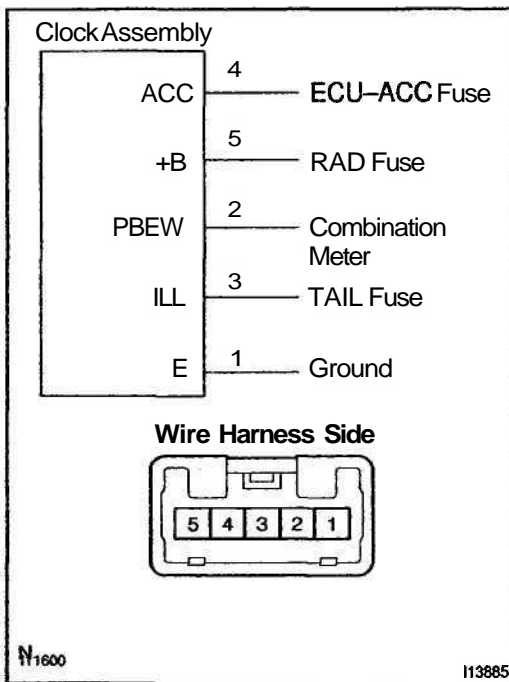 Clock Assembly
ACC 4 ECU-ACC Fuse
+B 5 RAD Fuse
PBEW 2 Combination
Meter
ILL 3 TAIL Fuse
E 1 Ground
Wire Harness Side
5 4 3 2 1
I13885